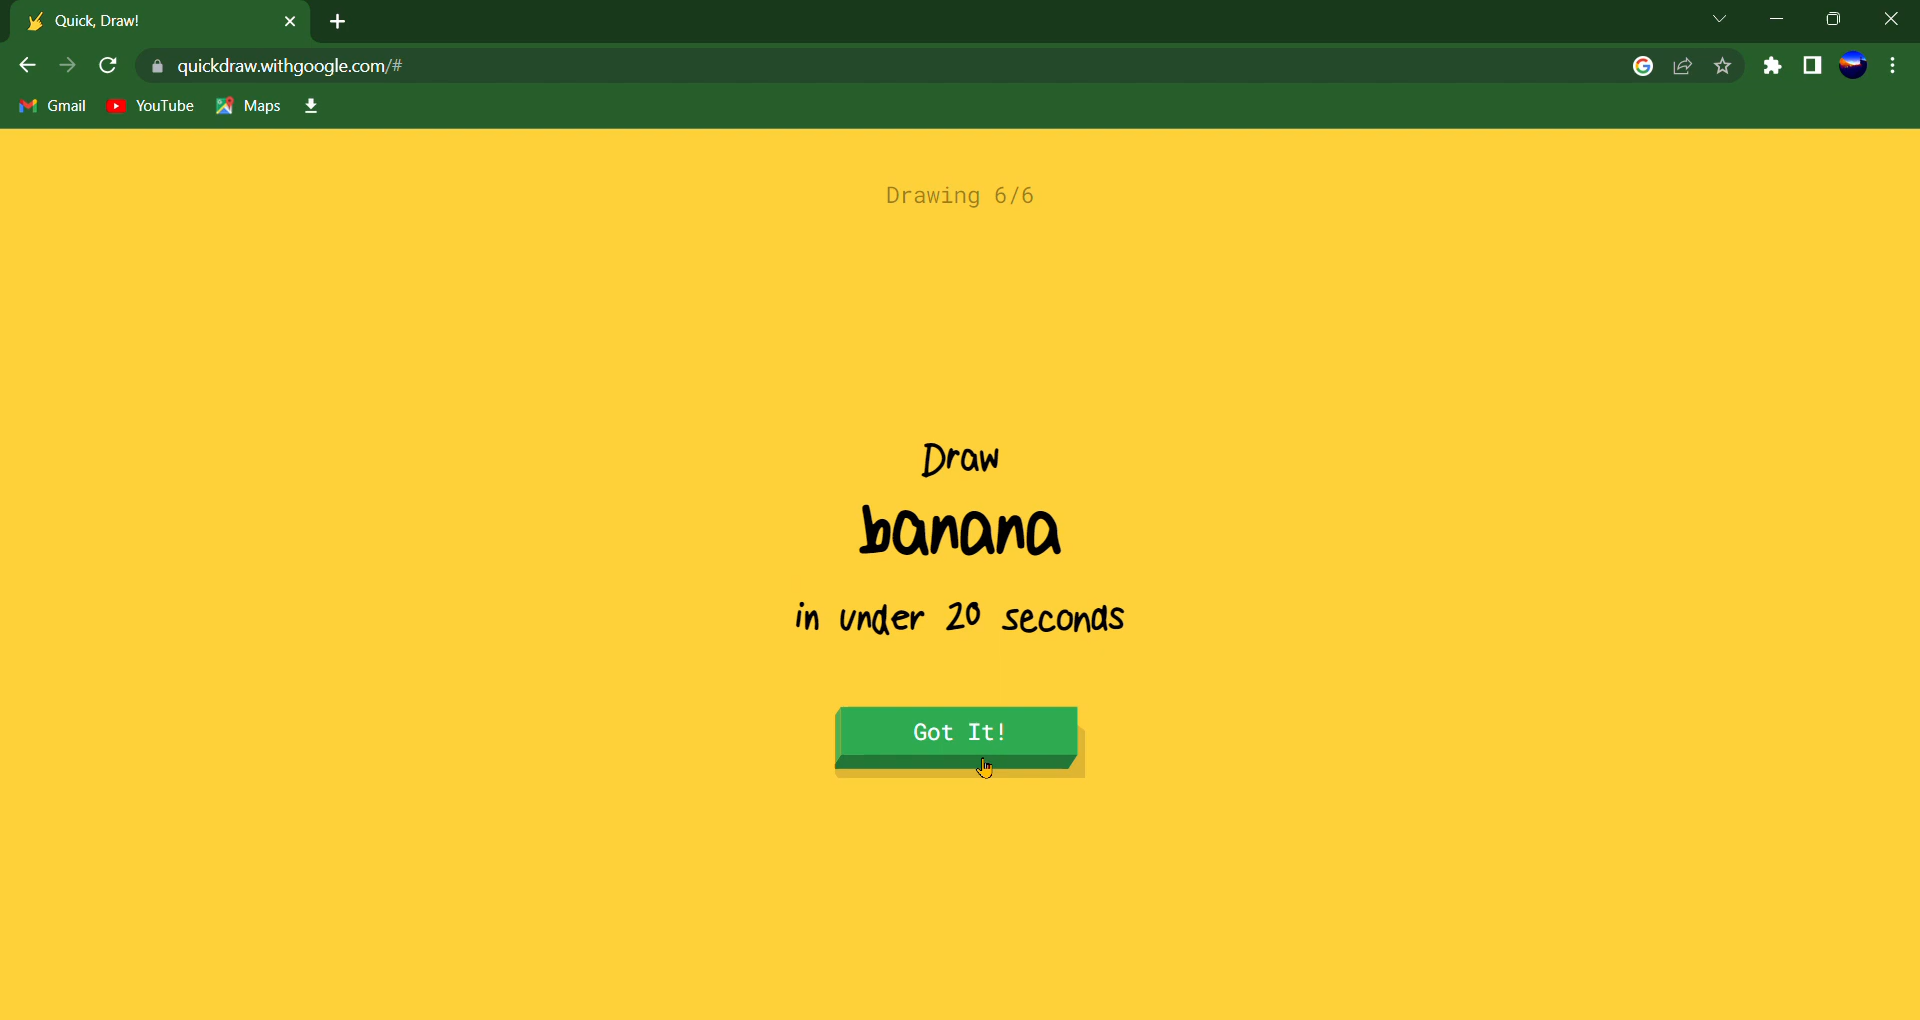 Quick, Draw!
quickdraw.withgoogle.com/#
Gmail YouTube Maps
Drawing 6/6
Draw
banana
in under 20 seconds
Got It!